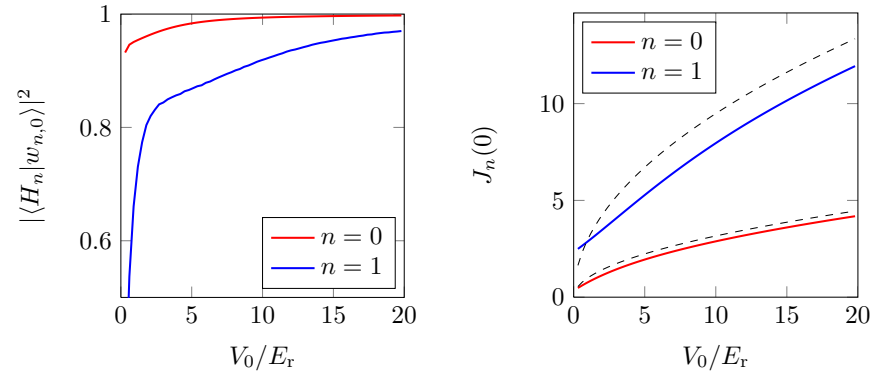 |⟨H_n|w_{n,0}⟩|^2
1
0.8
0.6
0
5
10
15
20
V_0/E_r
n = 0
n = 1
J_n(0)
10
5
0
0
5
10
15
20
V_0/E_r
n = 0
n = 1